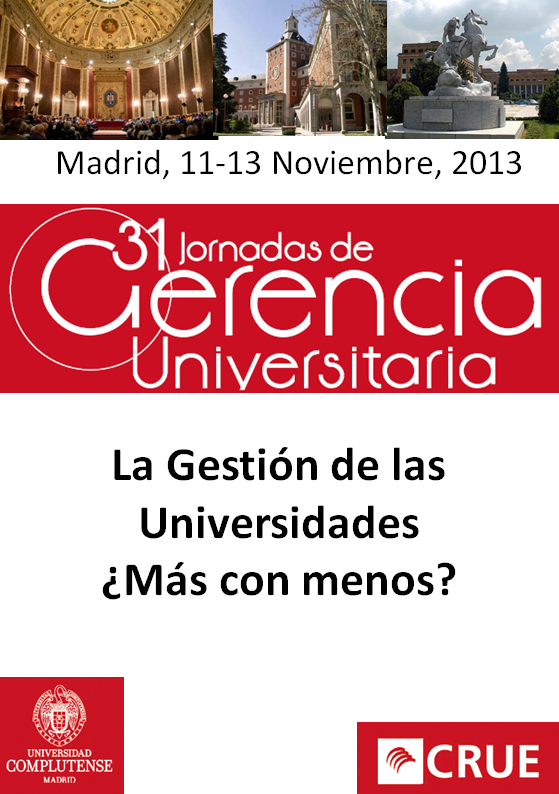 Madrid, 11-13 Noviembre, 2013
31 Jornadas de
Gerencia
Universitaria
La Gestión de las
Universidades
¿Más con menos?
UNIVERSIDAD
COMPLUTENSE
MADRID
CRUE